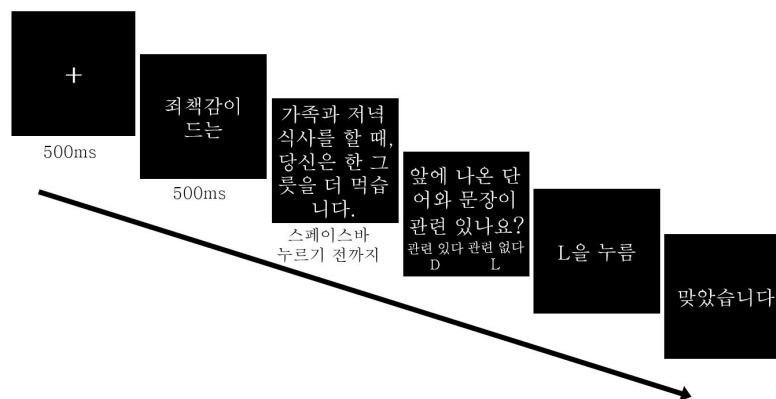 +
500ms
죄책감이
드는
500ms
가족과 저녁
식사를 할 때,
당신은 한 그
릇을 더 먹습
니다.
스페이스바
누르기 전까지
앞에 나온 단
어와 문장이
관련 있나요?
관련 있다 관련 없다
D L
L을 누름
맞았습니다